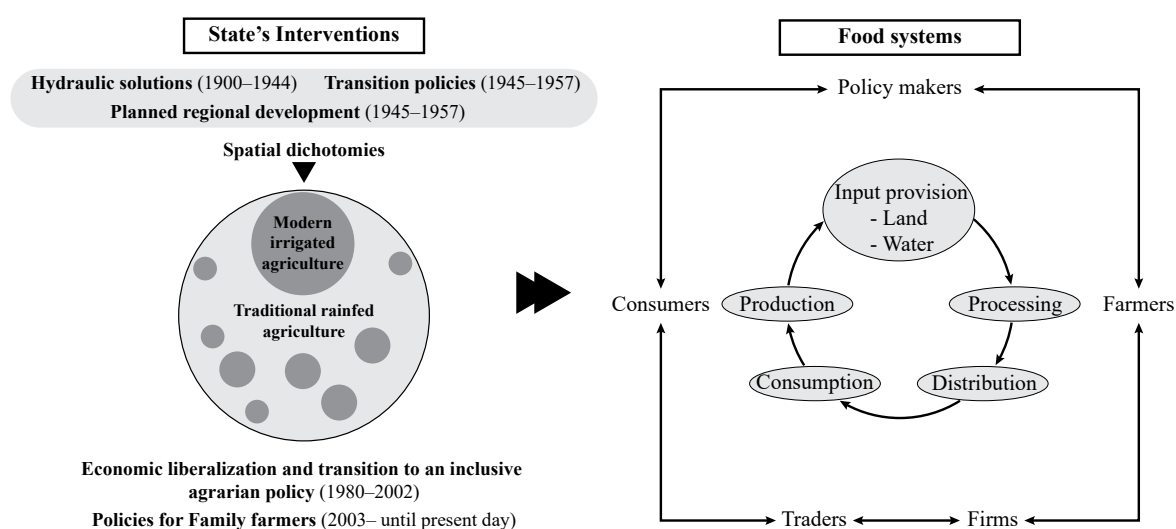 State's Interventions
Hydraulic solutions (1900–1944) Transition policies (1945–1957)
Planned regional development (1945–1957)
Spatial dichotomies
Modern
irrigated
agriculture
Traditional rainfed
agriculture
Economic liberalization and transition to an inclusive
agrarian policy (1980–2002)
Policies for Family farmers (2003– until present day)
Food systems
Policy makers
Input provision
- Land
- Water
Consumers
Production
Processing
Farmers
Consumption
Distribution
Traders
Firms